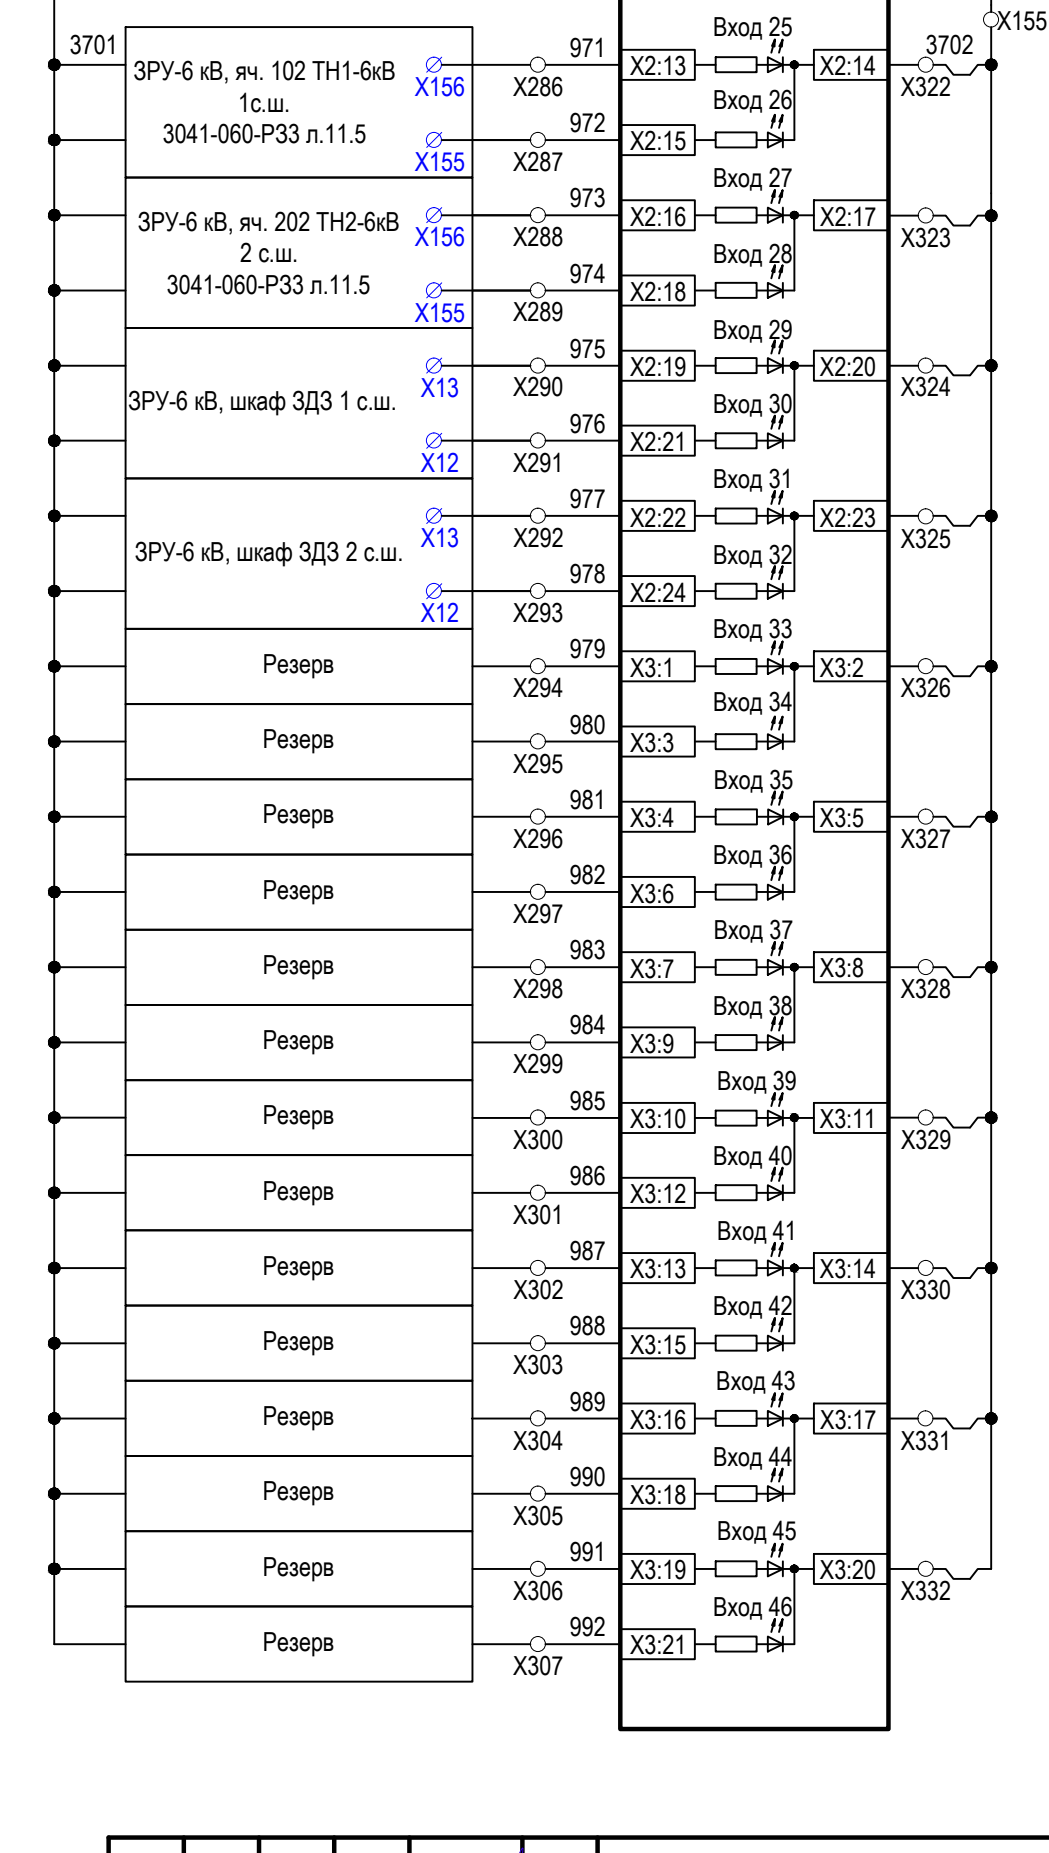 X155
Вход 25
3701
971
3702
ЗРУ-6 кВ, яч. 102 ТН1-6кВ
1с.ш.
3041-060-РЗЗ л.11.5
X156
X286
X2:13
X2:14
X322
Вход 26
972
X155
X287
X2:15
Вход 27
973
ЗРУ-6 кВ, яч. 202 ТН2-6кВ
2 с.ш.
3041-060-РЗЗ л.11.5
X156
X288
X2:16
X2:17
X323
Вход 28
974
X155
X289
X2:18
Вход 29
975
X13
X290
X2:19
X2:20
X324
ЗРУ-6 кВ, шкаф ЗДЗ 1 с.ш.
Вход 30
976
X12
X291
X2:21
Вход 31
977
X13
X292
X2:22
X2:23
X325
ЗРУ-6 кВ, шкаф ЗДЗ 2 с.ш.
Вход 32
978
X12
X293
X2:24
Вход 33
979
Резерв
X294
X3:1
X3:2
X326
Вход 34
980
Резерв
X295
X3:3
Вход 35
981
Резерв
X296
X3:4
X3:5
X327
Вход 36
982
Резерв
X297
X3:6
Вход 37
983
Резерв
X298
X3:7
X3:8
X328
Вход 38
984
Резерв
X299
X3:9
Вход 39
985
Резерв
X300
X3:10
X3:11
X329
Вход 40
986
Резерв
X301
X3:12
Вход 41
987
Резерв
X302
X3:13
X3:14
X330
Вход 42
988
Резерв
X303
X3:15
Вход 43
989
Резерв
X304
X3:16
X3:17
X331
Вход 44
990
Резерв
X305
X3:18
Вход 45
991
Резерв
X306
X3:19
X3:20
X332
Вход 46
992
Резерв
X307
X3:21